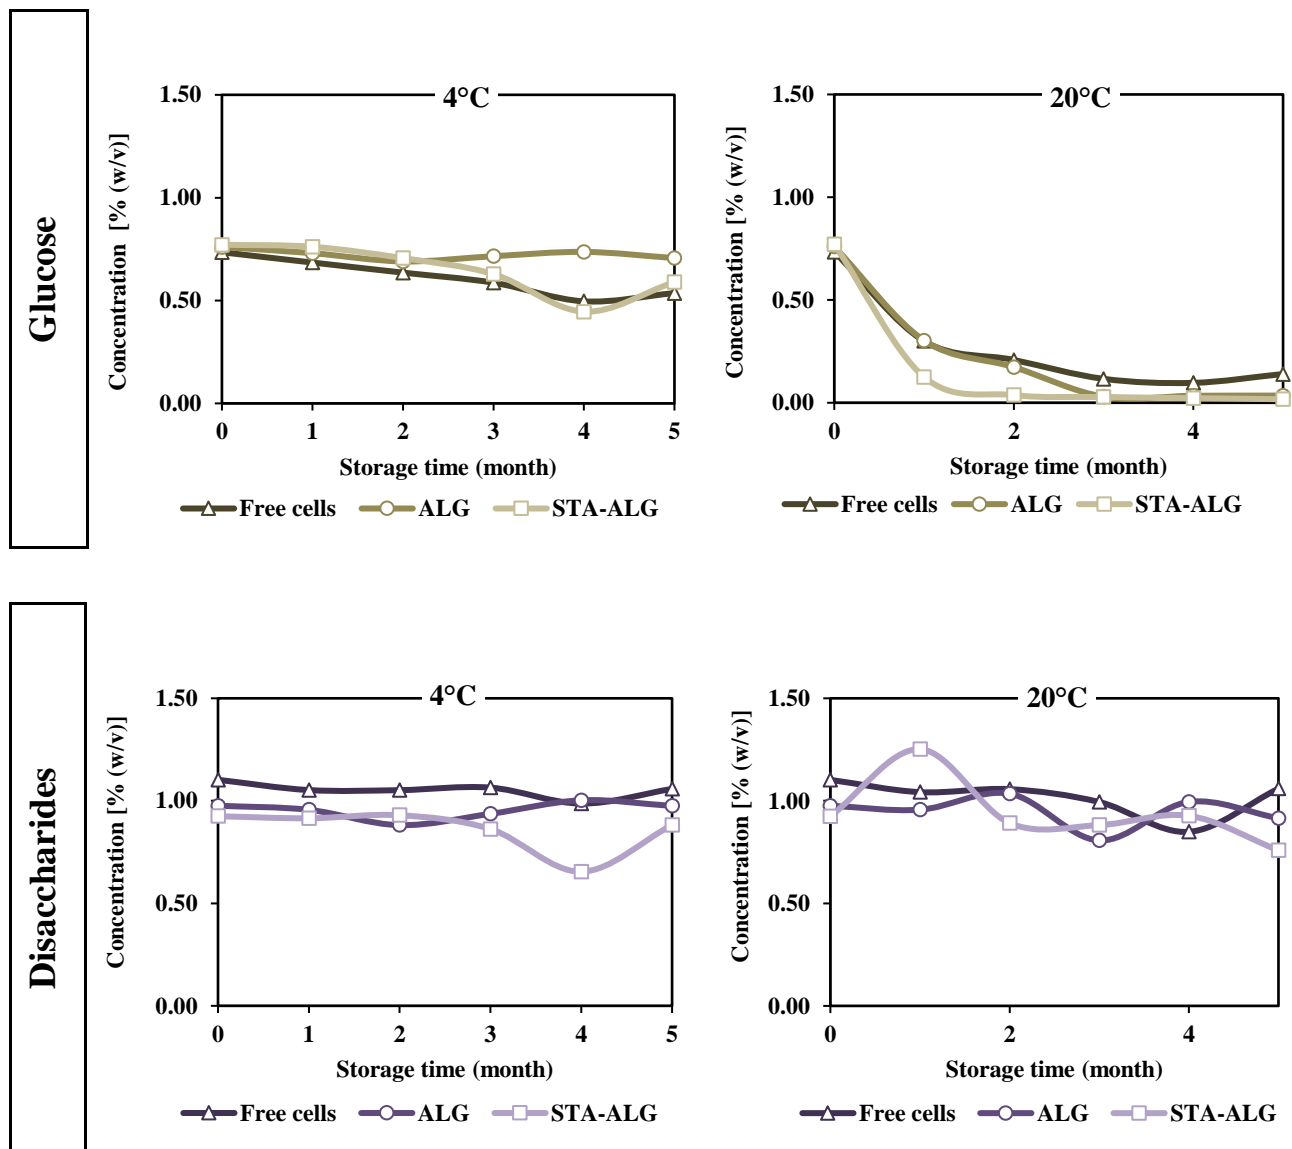 Glucose
4°C
Concentration [% (w/v)]
1.50
1.00
0.50
0.00
0 1 2 3 4 5
Storage time (month)
Free cells ALG STA-ALG
20°C
Concentration [% (w/v)]
1.50
1.00
0.50
0.00
0 2 4
Storage time (month)
Free cells ALG STA-ALG
Disaccharides
4°C
Concentration [% (w/v)]
1.50
1.00
0.50
0.00
0 1 2 3 4 5
Storage time (month)
Free cells ALG STA-ALG
20°C
Concentration [% (w/v)]
1.50
1.00
0.50
0.00
0 2 4
Storage time (month)
Free cells ALG STA-ALG